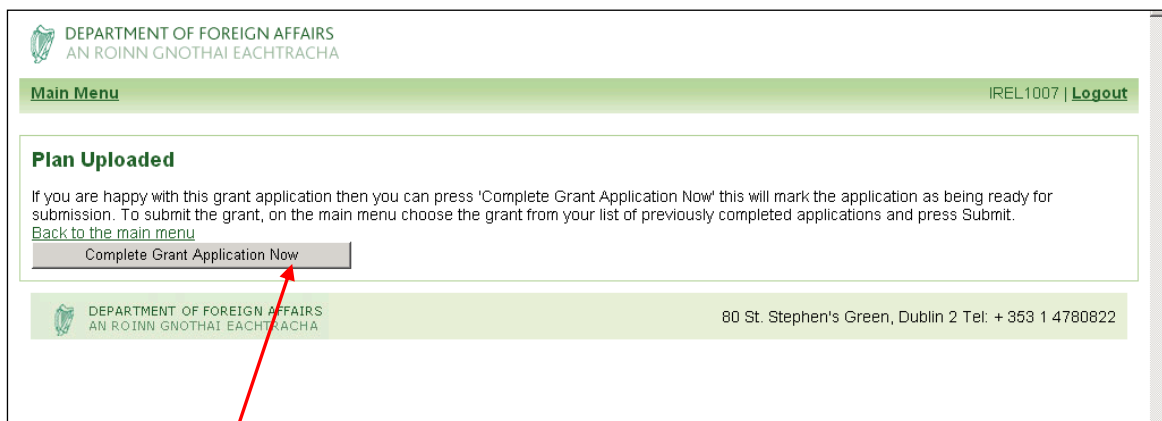 DEPARTMENT OF FOREIGN AFFAIRS
AN ROINN GNOTHAI EACHTRACHA
Main Menu IREL1007 | Logout
Plan Uploaded
If you are happy with this grant application then you can press 'Complete Grant Application Now' this will mark the application as being ready for
submission. To submit the grant, on the main menu choose the grant from your list of previously completed applications and press Submit.
Back to the main menu
Complete Grant Application Now
DEPARTMENT OF FOREIGN AFFAIRS
AN ROINN GNOTHAI EACHTRACHA
80 St. Stephen's Green, Dublin 2 Tel: + 353 1 4780822